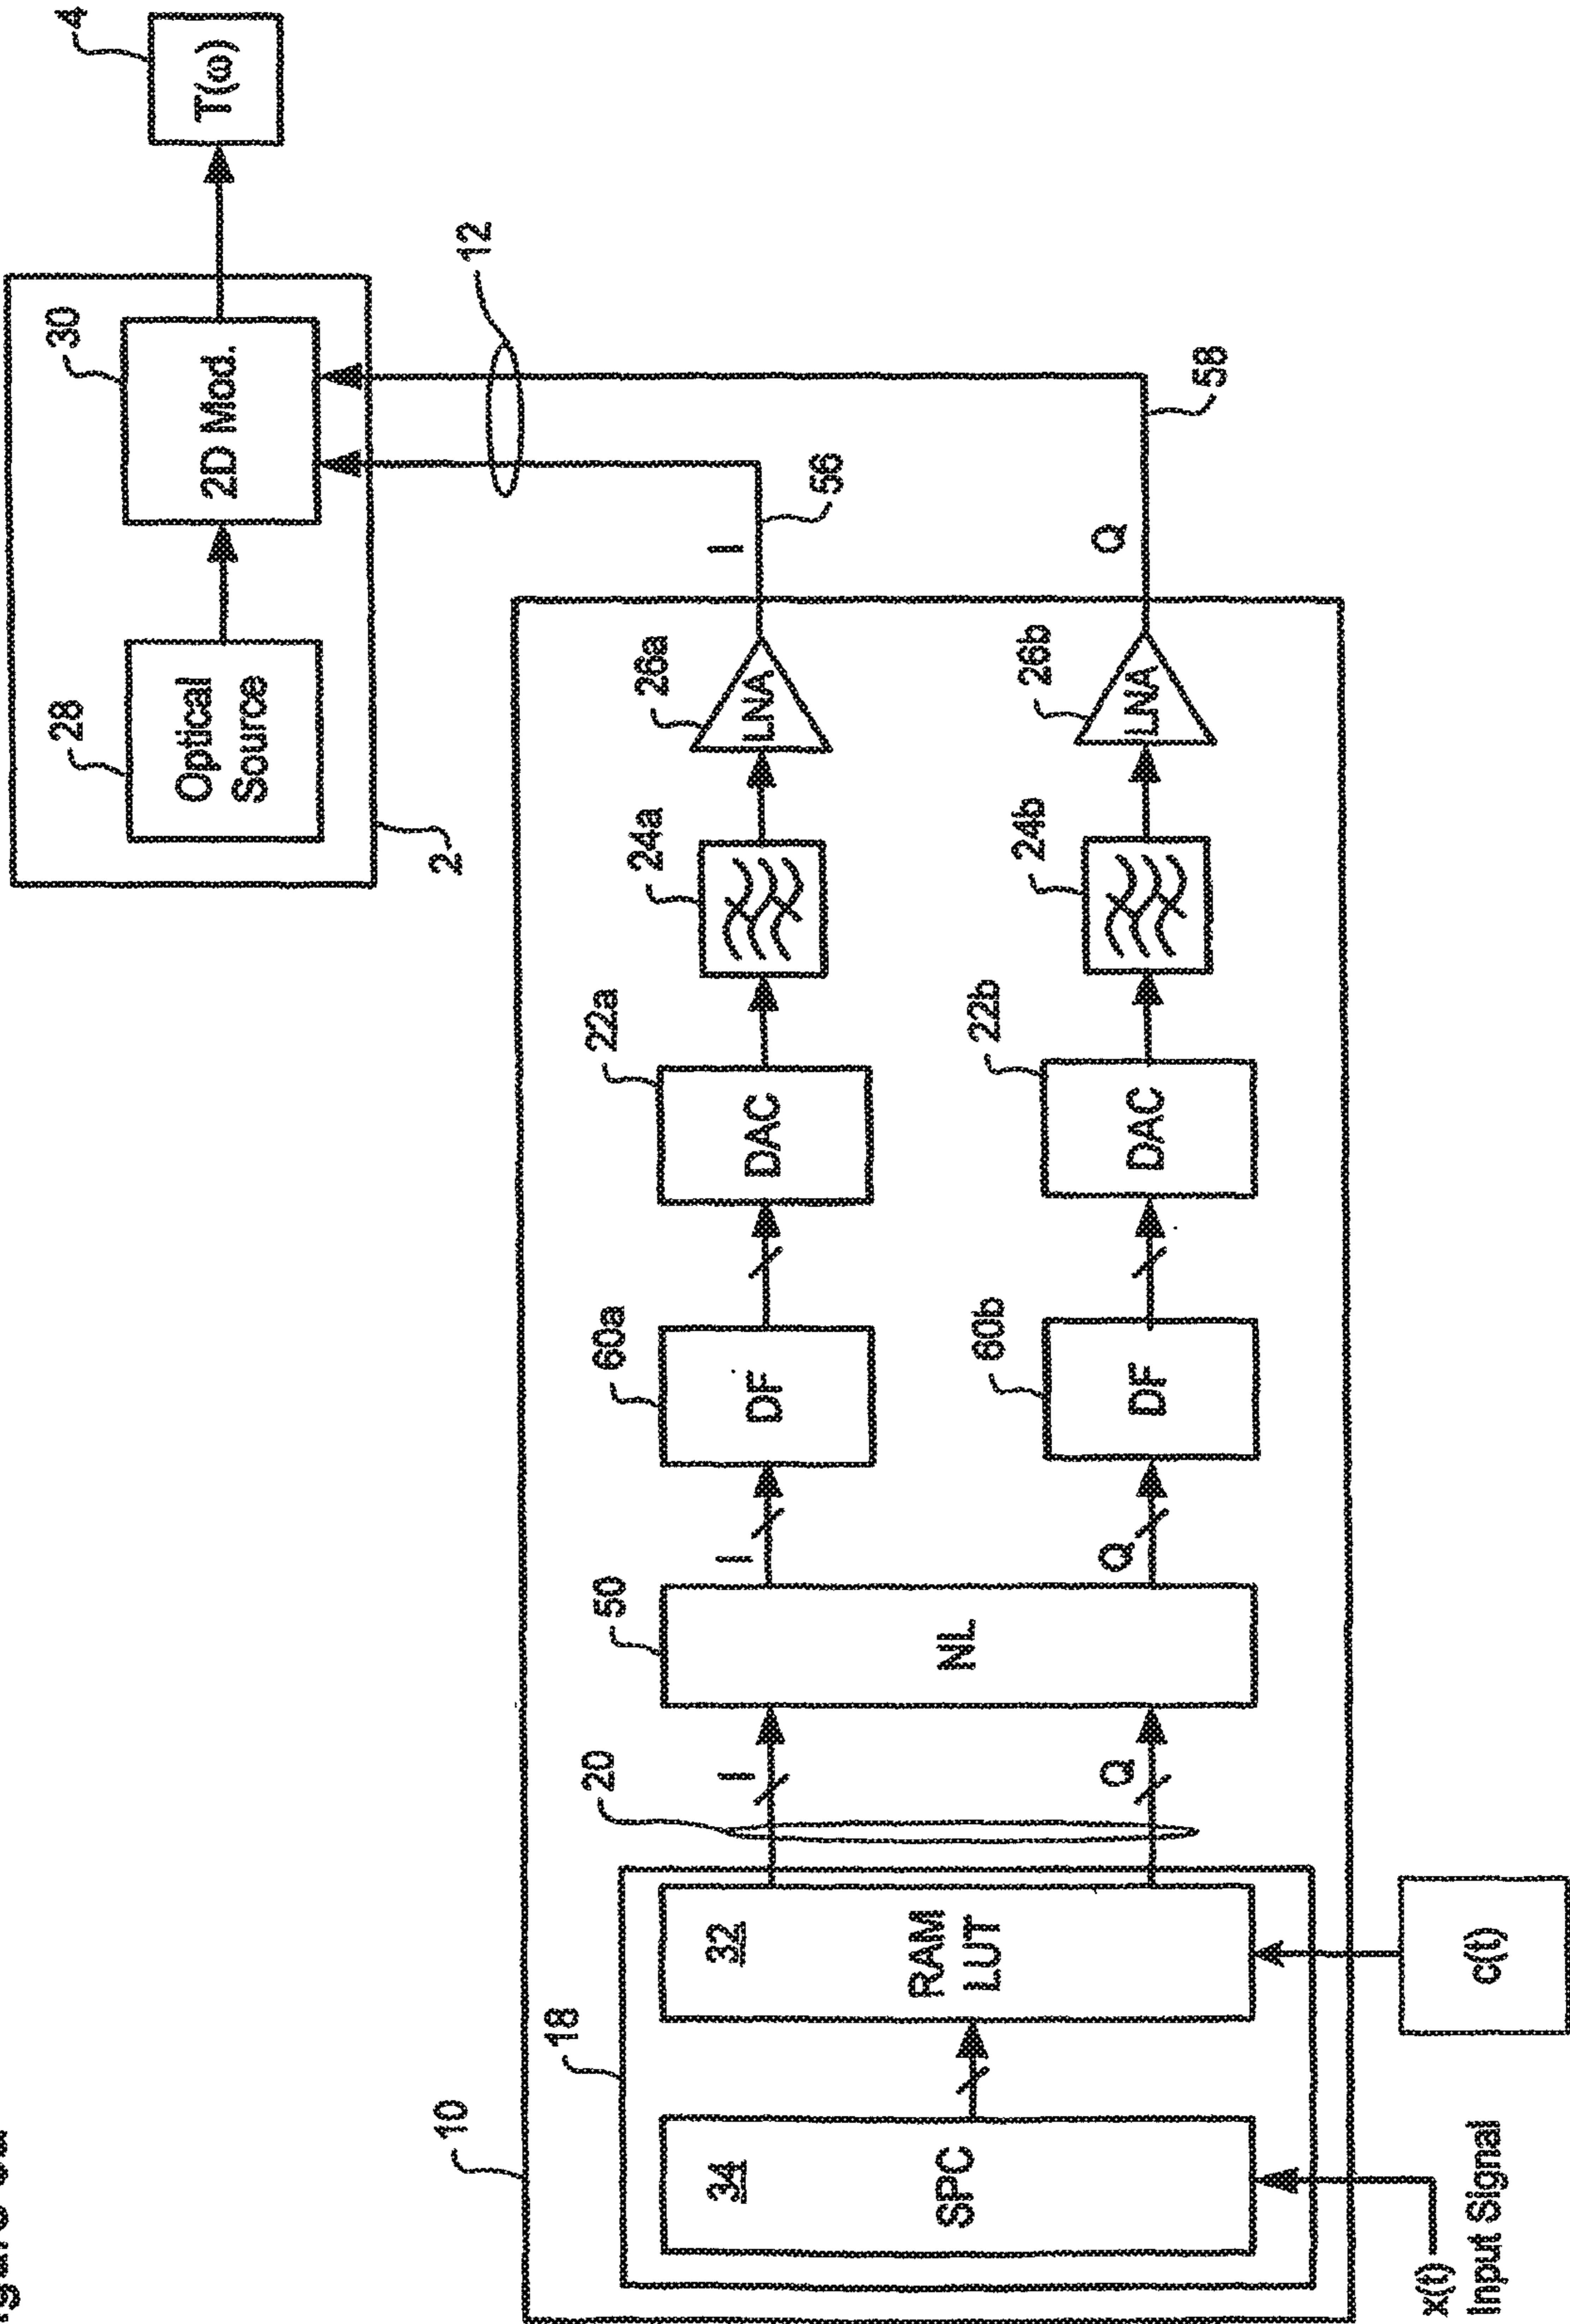 28
30
4
Optical
Source
2D Mod.
T(ω)
2
12
10
18
20
50
60a
22a
24a
26a
I
I
I
56
34
32
DF
DAC
LNA
SPC
RAM
LUT
NL
60b
22b
24b
26b
Q
Q
Q
58
DF
DAC
LNA
x(t)
Input Signal
c(t)